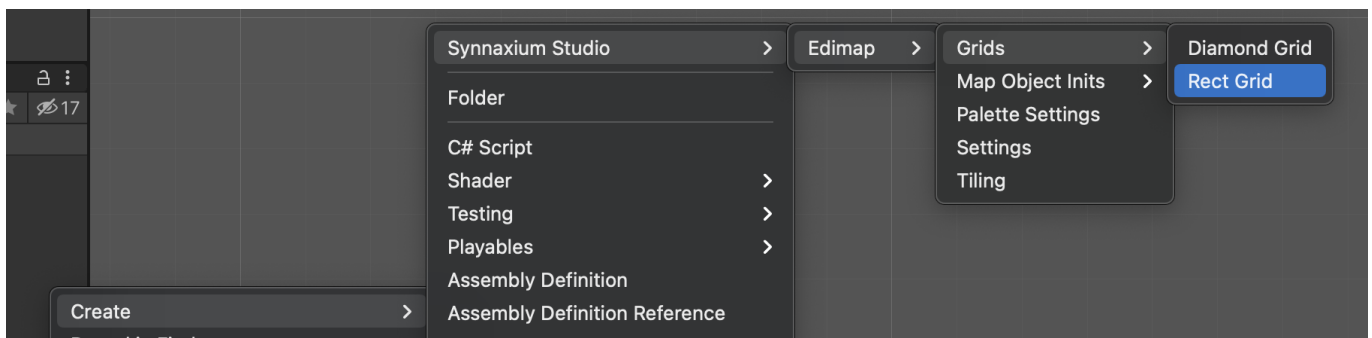 Synnaxium Studio
Folder
C# Script
Shader
Testing
Playables
Assembly Definition
Assembly Definition Reference
Edimap
Grids
Map Object Inits
Palette Settings
Settings
Tiling
Diamond Grid
Rect Grid
17
Create